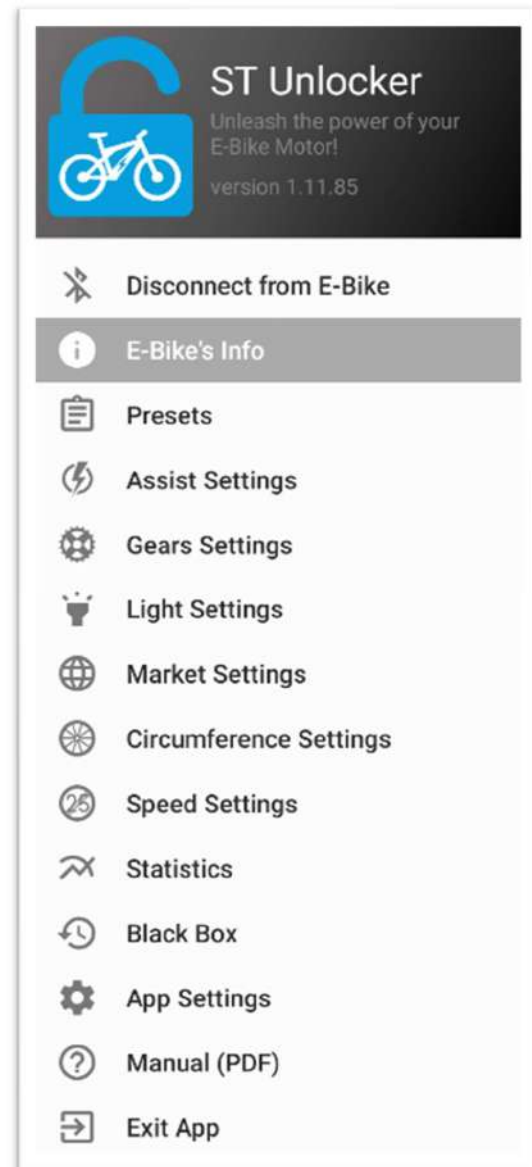 ST Unlocker
Unleash the power of your
E-Bike Motor!
version 1.11.85
Disconnect from E-Bike
E-Bike's Info
Presets
Assist Settings
Gears Settings
Light Settings
Market Settings
Circumference Settings
25
Speed Settings
Statistics
Black Box
App Settings
Manual (PDF)
Exit App